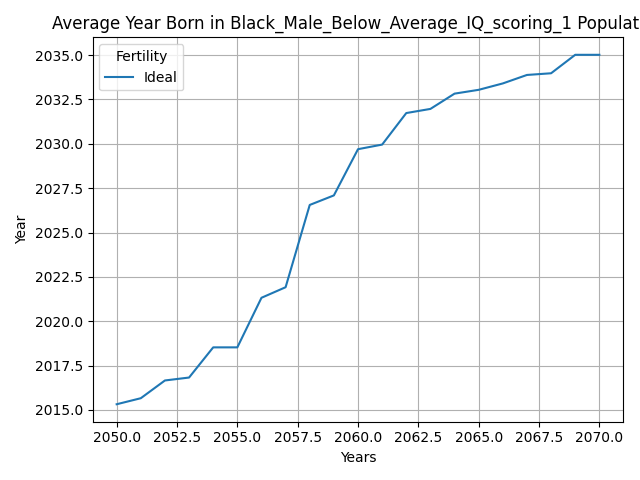 Average Year Born in Black_Male_Below_Average_IQ_scoring_1 Populat
Fertility
Ideal
2035.0
2032.5
2030.0
2027.5
2025.0
2022.5
2020.0
2017.5
2015.0
Year
2050.0 2052.5 2055.0 2057.5 2060.0 2062.5 2065.0 2067.5 2070.0
Years